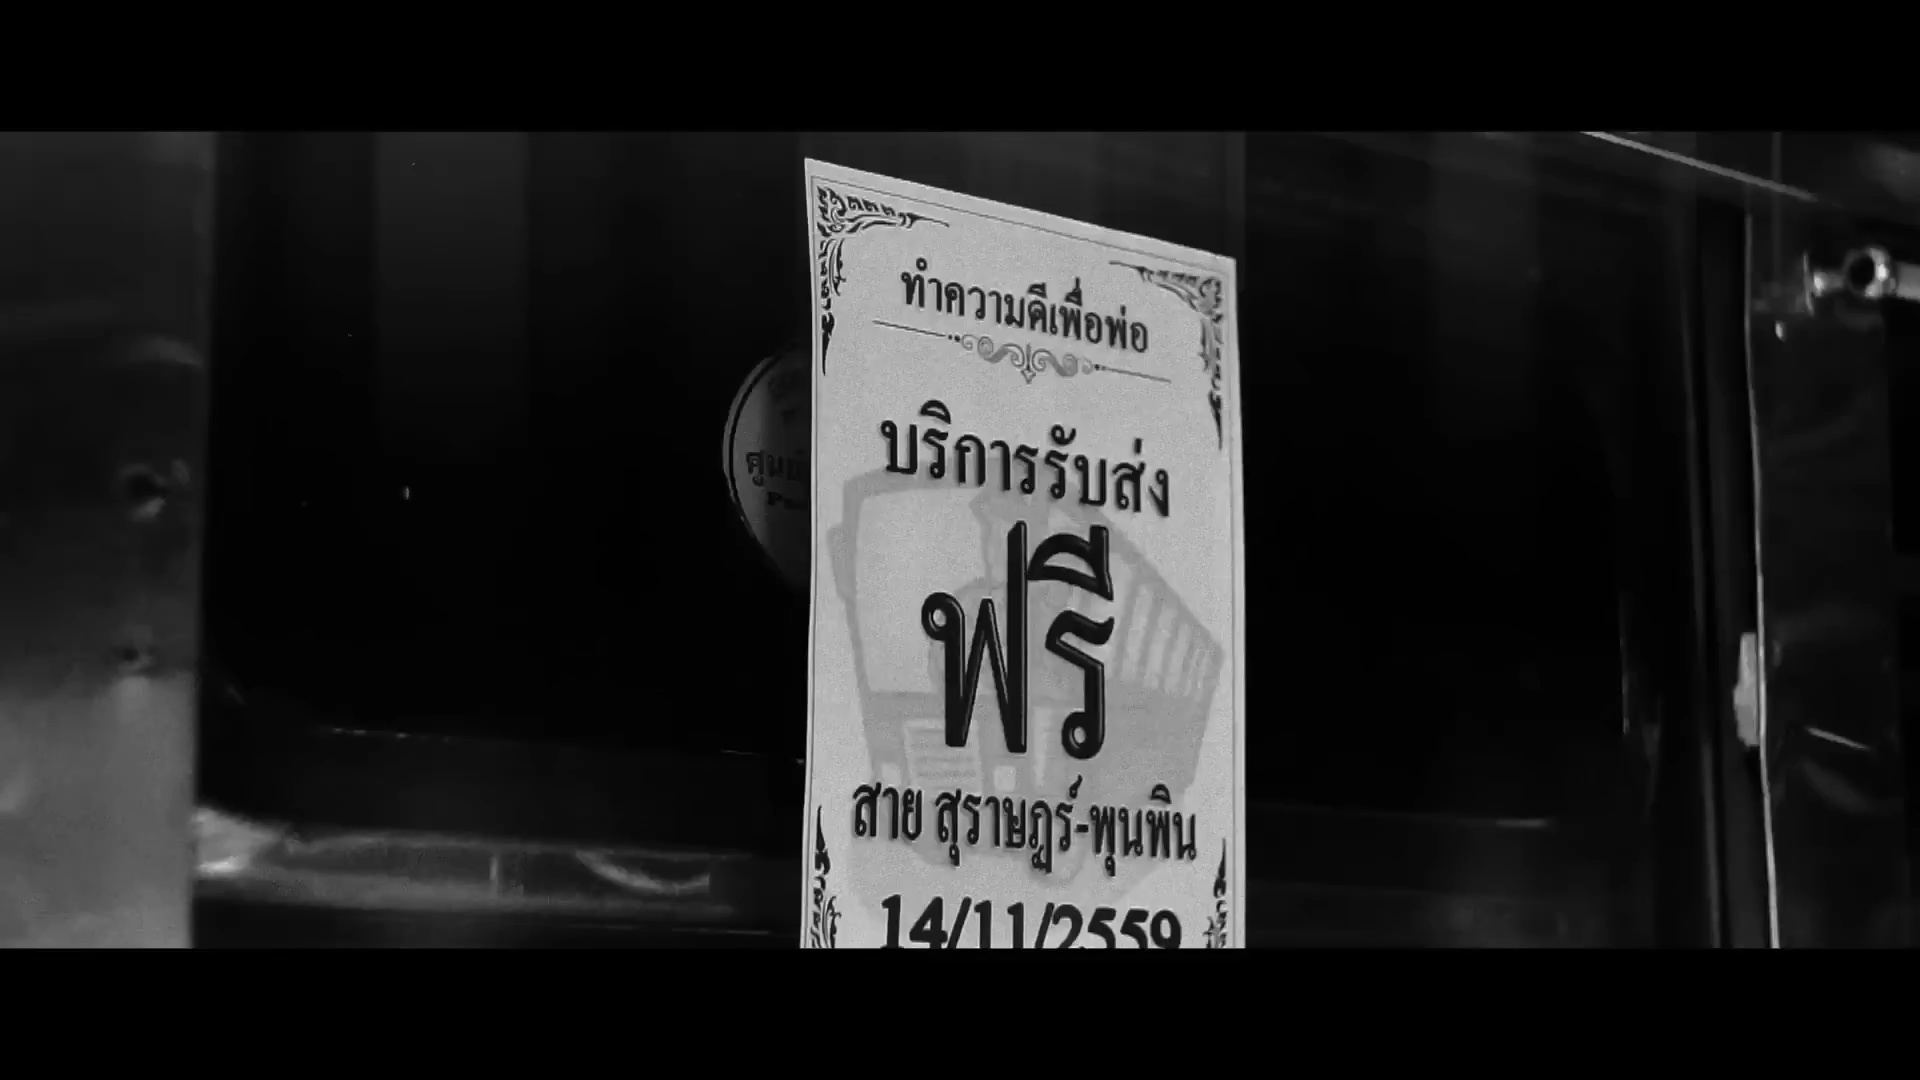 ทำความดีเพื่อพ่อ
บริการรับส่ง
ฟรี
สาย สุราษฎร์-พุนพิน
14/11/2559